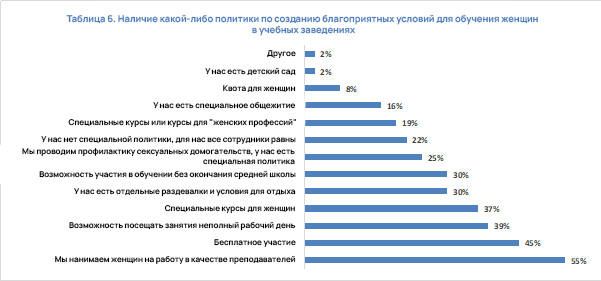 Таблица 6. Наличие какой-либо политики по созданию благоприятных условий для обучения женщин
в учебных заведениях
Другое 2%
У нас есть детский сад 2%
Квота для женщин 8%
У нас есть специальное общежитие 16%
Специальные курсы или курсы для "женских профессий" 19%
У нас нет специальной политики, для нас все сотрудники равны 22%
Мы проводим профилактику сексуальных домогательств, у нас есть
специальная политика 25%
Возможность участия в обучении без окончания средней школы 30%
У нас есть отдельные раздевалки и условия для отдыха 30%
Специальные курсы для женщин 37%
Возможность посещать занятия неполный рабочий день 39%
Бесплатное участие 45%
Мы нанимаем женщин на работу в качестве преподавателей 55%